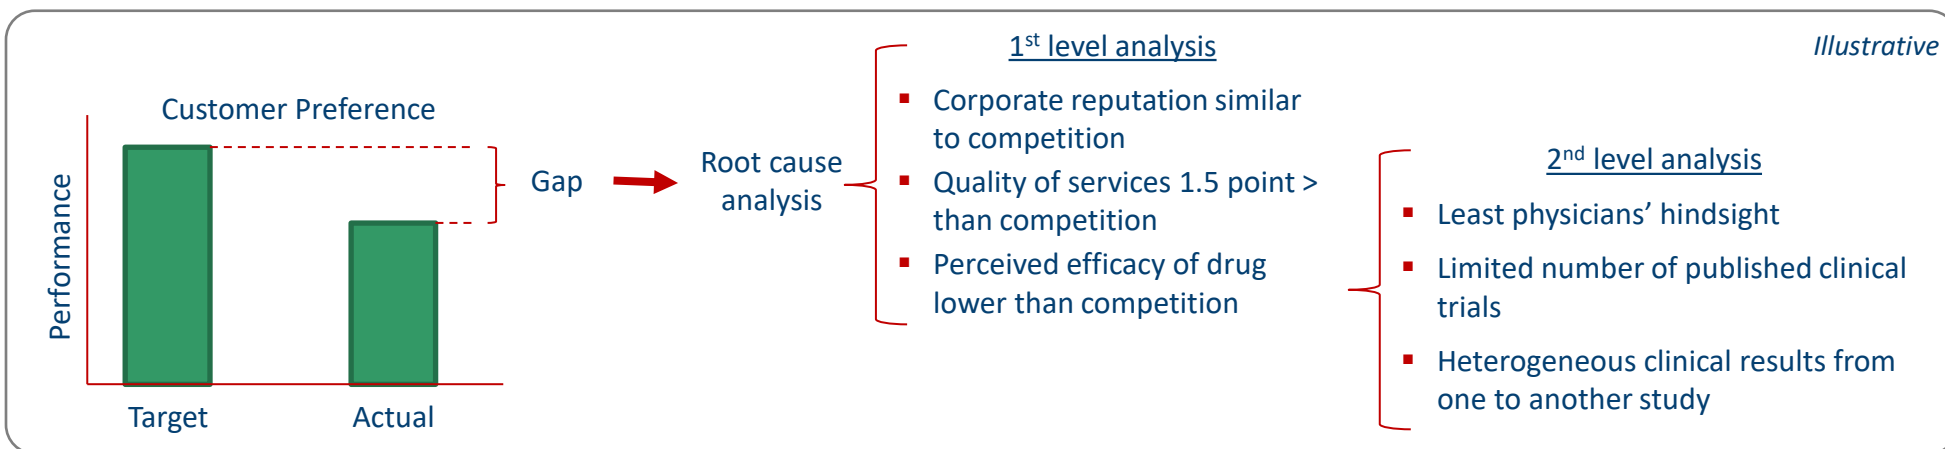 Illustrative
Customer Preference
Performance
Target
Actual
Gap
Root cause
analysis
1st level analysis
▪ Corporate reputation similar
to competition
▪ Quality of services 1.5 point >
than competition
▪ Perceived efficacy of drug
lower than competition
2nd level analysis
▪ Least physicians’ hindsight
▪ Limited number of published clinical
trials
▪ Heterogeneous clinical results from
one to another study